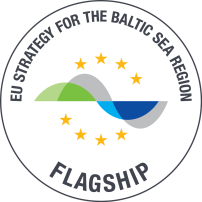 EU STRATEGY FOR THE BALTIC SEA REGION
FLAGSHIP